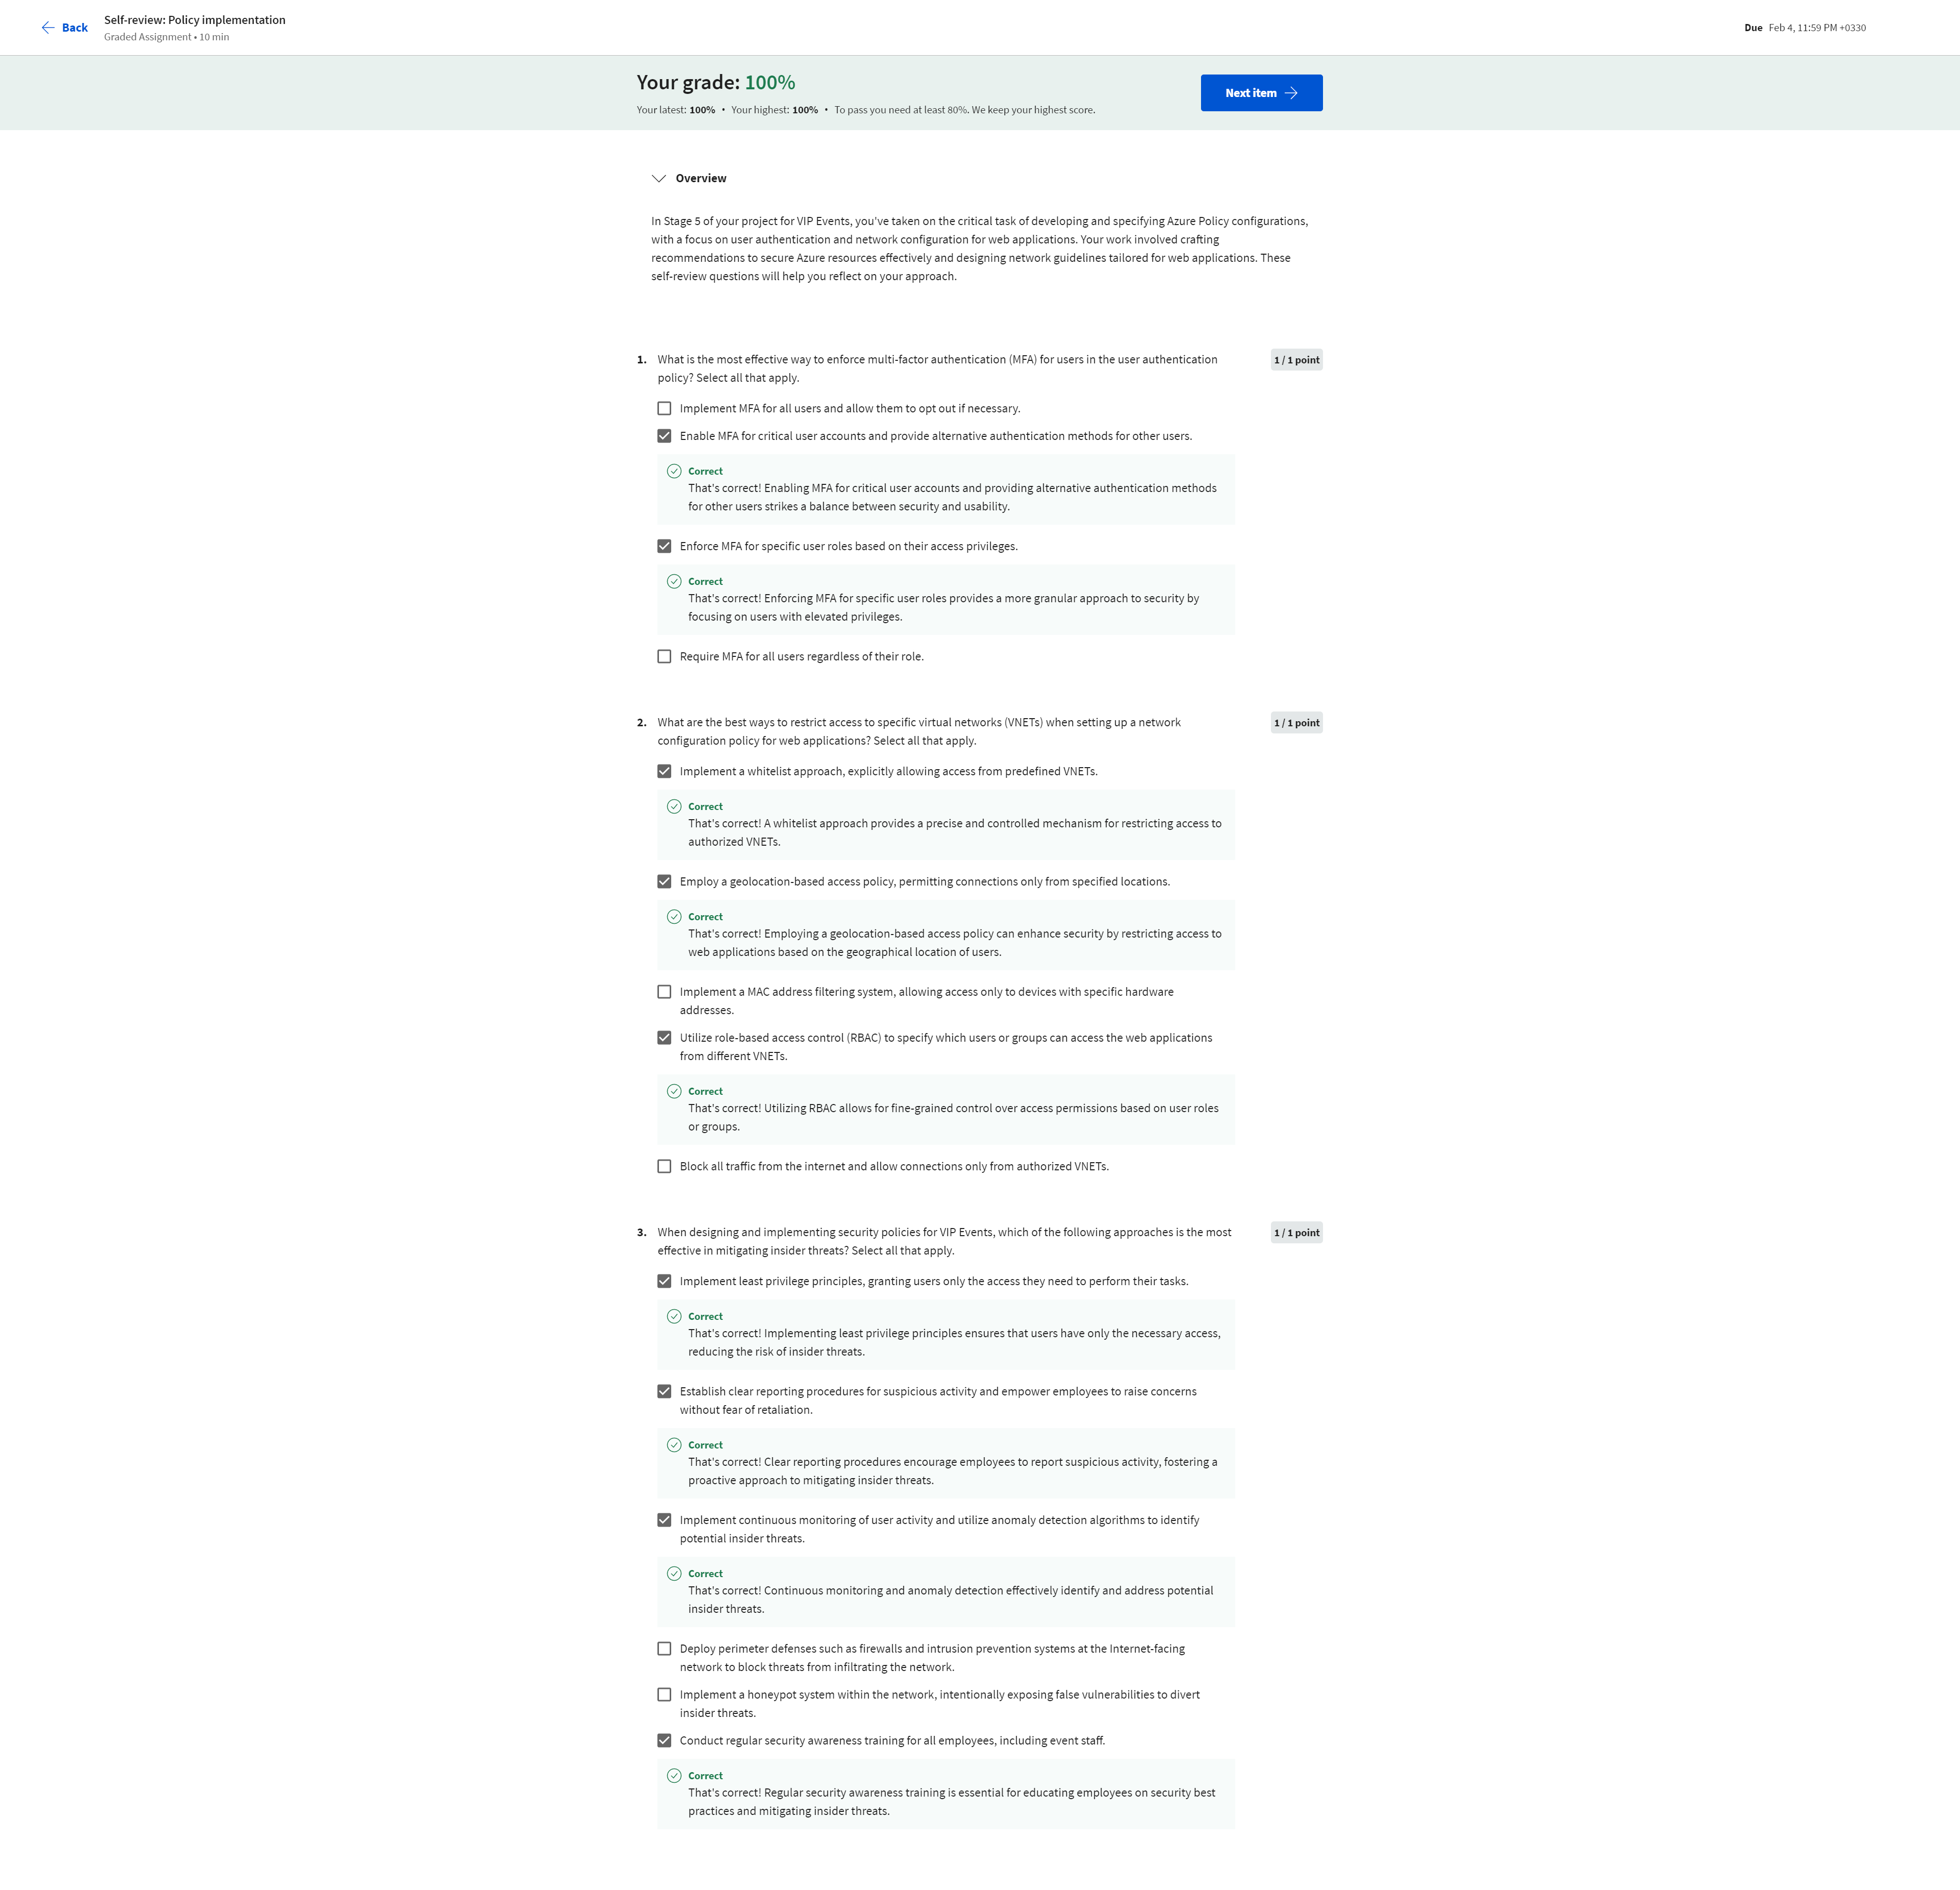 Back
Self-review: Policy implementation
Graded Assignment • 10 min
Due Feb 4, 11:59 PM +0330
Your grade: 100%
Your latest: 100% • Your highest: 100% • To pass you need at least 80%. We keep your highest score.
Next item
Overview
In Stage 5 of your project for VIP Events, you've taken on the critical task of developing and specifying Azure Policy configurations,
with a focus on user authentication and network configuration for web applications. Your work involved crafting
recommendations to secure Azure resources effectively and designing network guidelines tailored for web applications. These
self-review questions will help you reflect on your approach.
1. What is the most effective way to enforce multi-factor authentication (MFA) for users in the user authentication
policy? Select all that apply.
1 / 1 point
Implement MFA for all users and allow them to opt out if necessary.
Enable MFA for critical user accounts and provide alternative authentication methods for other users.
Correct
That's correct! Enabling MFA for critical user accounts and providing alternative authentication methods
for other users strikes a balance between security and usability.
Enforce MFA for specific user roles based on their access privileges.
Correct
That's correct! Enforcing MFA for specific user roles provides a more granular approach to security by
focusing on users with elevated privileges.
Require MFA for all users regardless of their role.
2. What are the best ways to restrict access to specific virtual networks (VNETs) when setting up a network
configuration policy for web applications? Select all that apply.
1 / 1 point
Implement a whitelist approach, explicitly allowing access from predefined VNETs.
Correct
That's correct! A whitelist approach provides a precise and controlled mechanism for restricting access to
authorized VNETs.
Employ a geolocation-based access policy, permitting connections only from specified locations.
Correct
That's correct! Employing a geolocation-based access policy can enhance security by restricting access to
web applications based on the geographical location of users.
Implement a MAC address filtering system, allowing access only to devices with specific hardware
addresses.
Utilize role-based access control (RBAC) to specify which users or groups can access the web applications
from different VNETs.
Correct
That's correct! Utilizing RBAC allows for fine-grained control over access permissions based on user roles
or groups.
Block all traffic from the internet and allow connections only from authorized VNETs.
3. When designing and implementing security policies for VIP Events, which of the following approaches is the most
effective in mitigating insider threats? Select all that apply.
1 / 1 point
Implement least privilege principles, granting users only the access they need to perform their tasks.
Correct
That's correct! Implementing least privilege principles ensures that users have only the necessary access,
reducing the risk of insider threats.
Establish clear reporting procedures for suspicious activity and empower employees to raise concerns
without fear of retaliation.
Correct
That's correct! Clear reporting procedures encourage employees to report suspicious activity, fostering a
proactive approach to mitigating insider threats.
Implement continuous monitoring of user activity and utilize anomaly detection algorithms to identify
potential insider threats.
Correct
That's correct! Continuous monitoring and anomaly detection effectively identify and address potential
insider threats.
Deploy perimeter defenses such as firewalls and intrusion prevention systems at the Internet-facing
network to block threats from infiltrating the network.
Implement a honeypot system within the network, intentionally exposing false vulnerabilities to divert
insider threats.
Conduct regular security awareness training for all employees, including event staff.
Correct
That's correct! Regular security awareness training is essential for educating employees on security best
practices and mitigating insider threats.